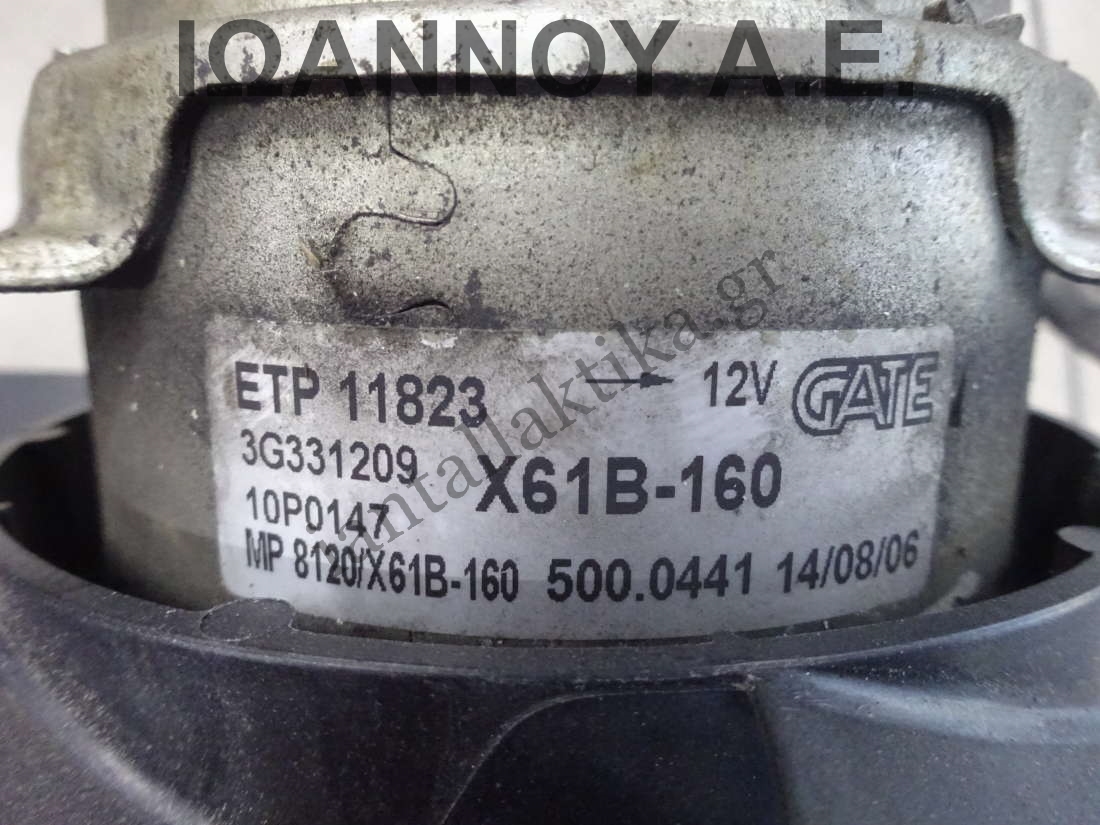 ΙΩΑΝΝΟΥ Α.Ε.
ETP 11823 → 12V GATE
3G331209 X61B-160
10P0147
MP 8120/X61B-160 500.0441 14/08/06
antallaktika.gr